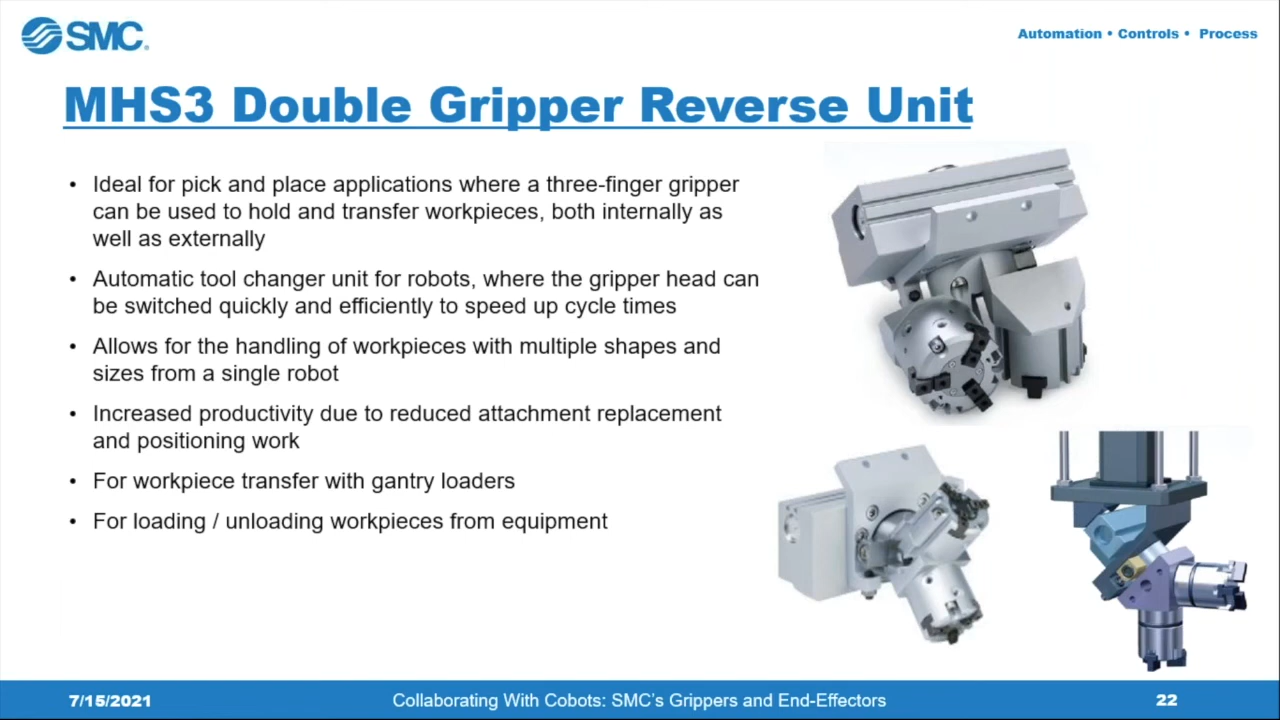 SMC
Automation • Controls • Process
MHS3 Double Gripper Reverse Unit
• Ideal for pick and place applications where a three-finger gripper
can be used to hold and transfer workpieces, both internally as
well as externally
• Automatic tool changer unit for robots, where the gripper head can
be switched quickly and efficiently to speed up cycle times
• Allows for the handling of workpieces with multiple shapes and
sizes from a single robot
• Increased productivity due to reduced attachment replacement
and positioning work
• For workpiece transfer with gantry loaders
• For loading / unloading workpieces from equipment
7/15/2021
Collaborating With Cobots: SMC’s Grippers and End-Effectors
22